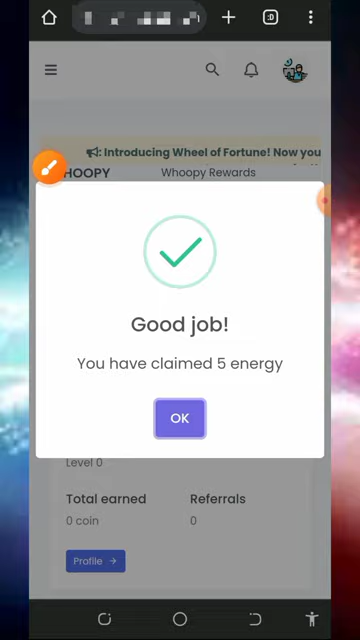 :D
: Introducing Wheel of Fortune! Now you
HOOPY
Whoopy Rewards
Good job!
You have claimed 5 energy
OK
Level 0
Total earned
Referrals
0 coin
0
Profile →